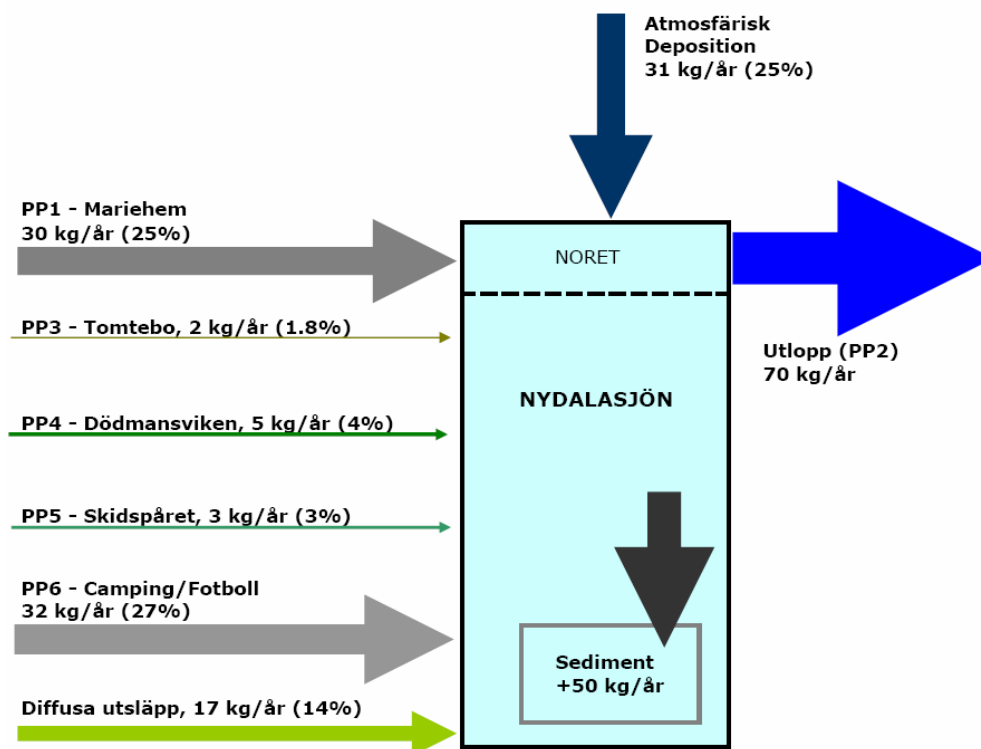 Atmosfärisk
Deposition
31 kg/år (25%)
PP1 - Mariehem
30 kg/år (25%)
NORET
PP3 - Tomtebo, 2 kg/år (1.8%)
Utlopp (PP2)
70 kg/år
NYDALASJÖN
PP4 - Dödmansviken, 5 kg/år (4%)
PP5 - Skidspåret, 3 kg/år (3%)
PP6 - Camping/Fotboll
32 kg/år (27%)
Sediment
+50 kg/år
Diffusa utsläpp, 17 kg/år (14%)